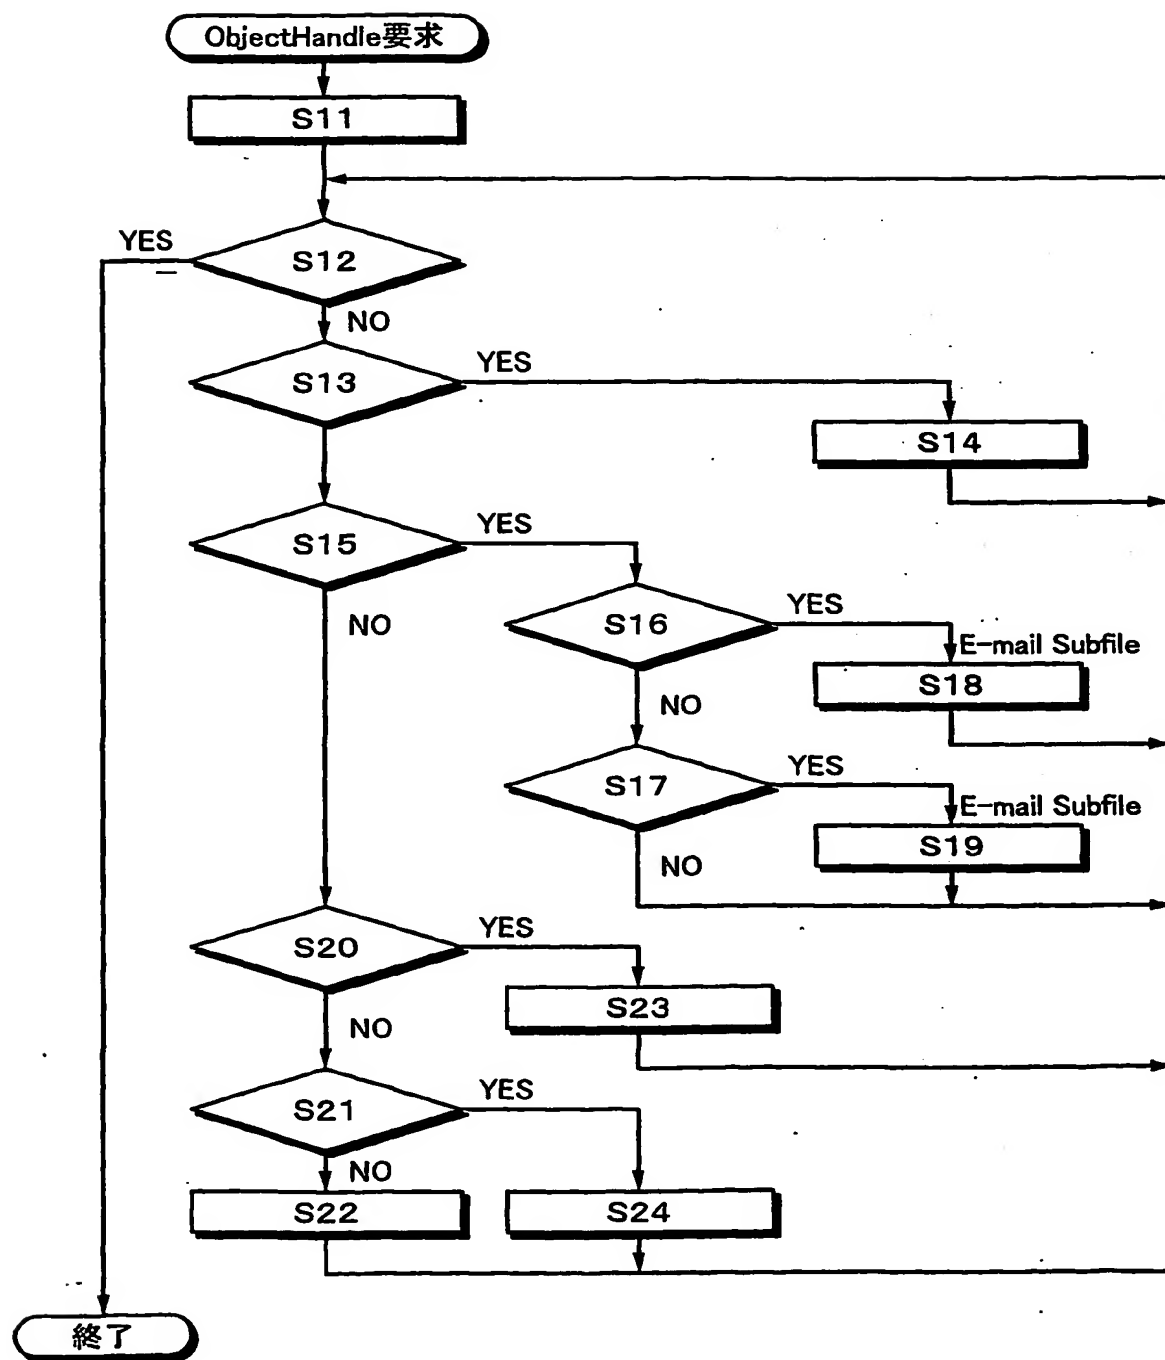 ObjectHandle要求
S11
YES
S12
NO
S13
YES
S14
S15
YES
NO
S16
YES
E-mail Subfile
S18
NO
S17
YES
E-mail Subfile
S19
NO
S20
YES
S23
NO
S21
YES
NO
S22
S24
終了